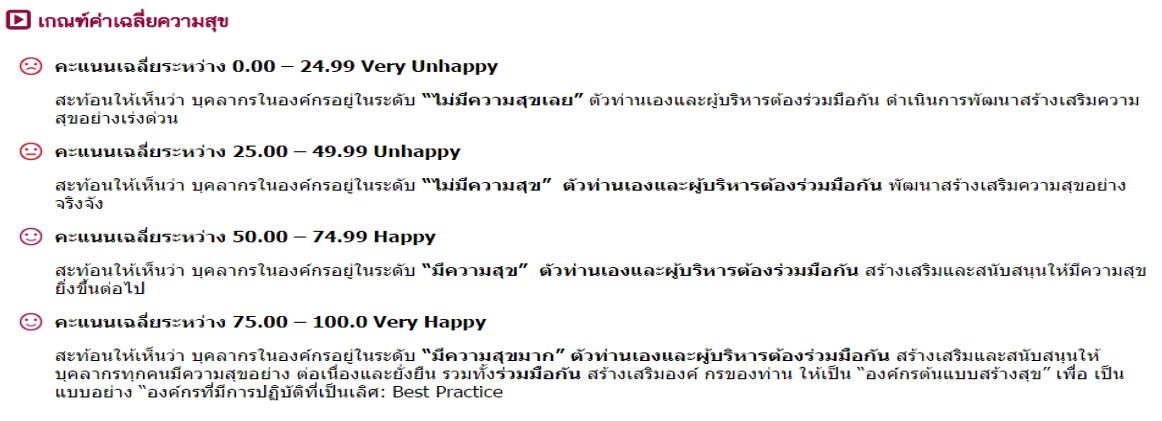 เกณฑ์ค่าเฉลี่ยความสุข
คะแนนเฉลี่ยระหว่าง 0.00 – 24.99 Very Unhappy
สะท้อนให้เห็นว่า บุคลากรในองค์กรอยู่ในระดับ “ไม่มีความสุขเลย” ตัวท่านเองและผู้บริหารต้องร่วมมือกัน ดำเนินการพัฒนาสร้างเสริมความ
สุขอย่างเร่งด่วน
คะแนนเฉลี่ยระหว่าง 25.00 – 49.99 Unhappy
สะท้อนให้เห็นว่า บุคลากรในองค์กรอยู่ในระดับ “ไม่มีความสุข” ตัวท่านเองและผู้บริหารต้องร่วมมือกัน พัฒนาสร้างเสริมความสุขอย่าง
จริงจัง
คะแนนเฉลี่ยระหว่าง 50.00 – 74.99 Happy
สะท้อนให้เห็นว่า บุคลากรในองค์กรอยู่ในระดับ “มีความสุข” ตัวท่านเองและผู้บริหารต้องร่วมมือกัน สร้างเสริมและสนับสนุนให้มีความสุข
ยิ่งขึ้นต่อไป
คะแนนเฉลี่ยระหว่าง 75.00 – 100.0 Very Happy
สะท้อนให้เห็นว่า บุคลากรในองค์กรอยู่ในระดับ “มีความสุขมาก” ตัวท่านเองและผู้บริหารต้องร่วมมือกัน สร้างเสริมและสนับสนุนให้
บุคลากรทุกคนมีความสุขอย่าง ต่อเนื่องและยั่งยืน รวมทั้งร่วมมือกัน สร้างเสริมองค์ กรของท่าน ให้เป็น “องค์กรต้นแบบสร้างสุข” เพื่อ เป็น
แบบอย่าง “องค์กรที่มีการปฏิบัติที่เป็นเลิศ: Best Practice